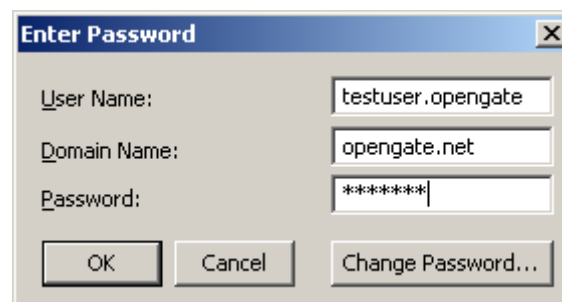 Enter Password
User Name: testuser.opengate
Domain Name: opengate.net
Password: *******
OK Cancel Change Password...